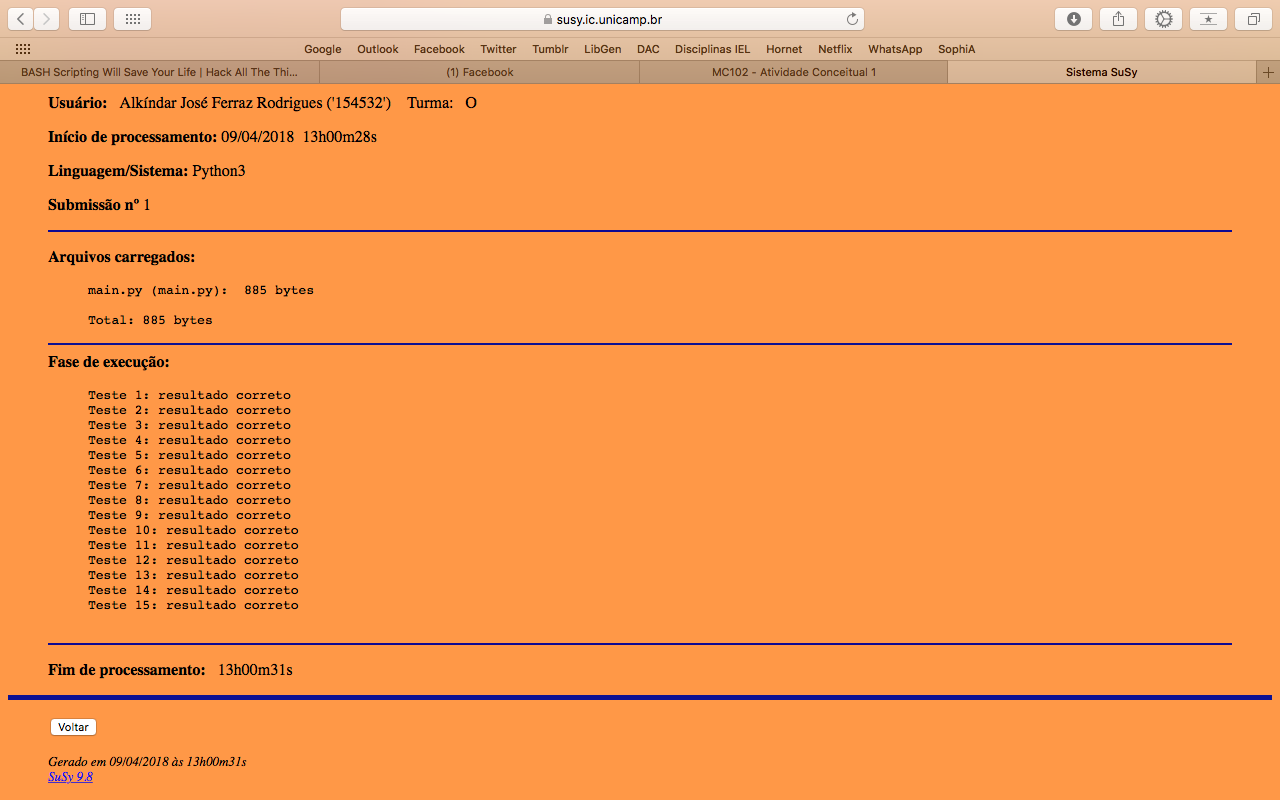 susy.ic.unicamp.br
Google Outlook Facebook Twitter Tumblr LibGen DAC Disciplinas IEL Hornet Netflix WhatsApp SophiA
BASH Scripting Will Save Your Life | Hack All The Thi... (1) Facebook MC102 - Atividade Conceitual 1 Sistema SuSy
Usuário: Alkíndar José Ferraz Rodrigues ('154532') Turma: O
Início de processamento: 09/04/2018 13h00m28s
Linguagem/Sistema: Python3
Submissão nº 1
Arquivos carregados:
main.py (main.py): 885 bytes
Total: 885 bytes
Fase de execução:
Teste 1: resultado correto
Teste 2: resultado correto
Teste 3: resultado correto
Teste 4: resultado correto
Teste 5: resultado correto
Teste 6: resultado correto
Teste 7: resultado correto
Teste 8: resultado correto
Teste 9: resultado correto
Teste 10: resultado correto
Teste 11: resultado correto
Teste 12: resultado correto
Teste 13: resultado correto
Teste 14: resultado correto
Teste 15: resultado correto
Fim de processamento: 13h00m31s
Voltar
Gerado em 09/04/2018 às 13h00m31s
SuSy 9.8